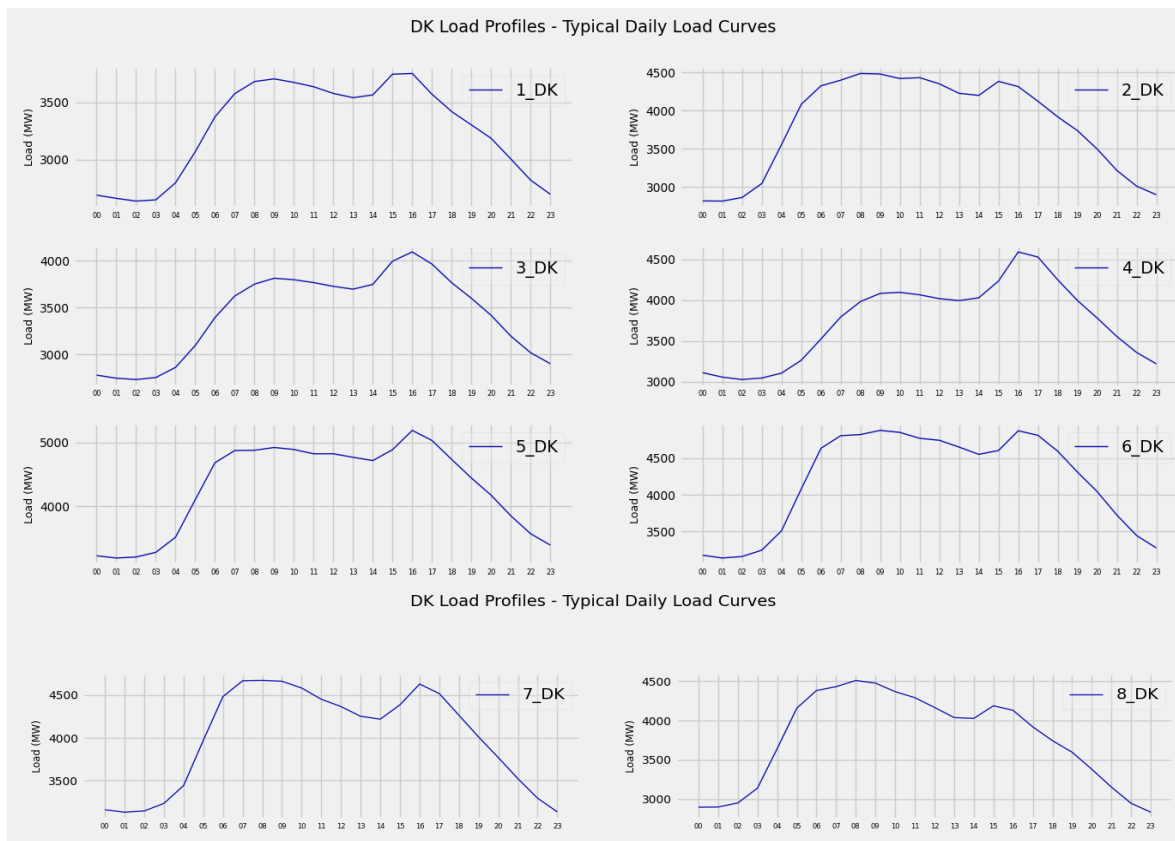 DK Load Profiles - Typical Daily Load Curves
1_DK
Load (MW)
3500
3000
00 01 02 03 04 05 06 07 08 09 10 11 12 13 14 15 16 17 18 19 20 21 22 23
2_DK
Load (MW)
4500
4000
3500
3000
00 01 02 03 04 05 06 07 08 09 10 11 12 13 14 15 16 17 18 19 20 21 22 23
3_DK
Load (MW)
4000
3500
3000
00 01 02 03 04 05 06 07 08 09 10 11 12 13 14 15 16 17 18 19 20 21 22 23
4_DK
Load (MW)
4500
4000
3500
3000
00 01 02 03 04 05 06 07 08 09 10 11 12 13 14 15 16 17 18 19 20 21 22 23
5_DK
Load (MW)
5000
4000
00 01 02 03 04 05 06 07 08 09 10 11 12 13 14 15 16 17 18 19 20 21 22 23
6_DK
Load (MW)
4500
4000
3500
00 01 02 03 04 05 06 07 08 09 10 11 12 13 14 15 16 17 18 19 20 21 22 23
DK Load Profiles - Typical Daily Load Curves
7_DK
Load (MW)
4500
4000
3500
00 01 02 03 04 05 06 07 08 09 10 11 12 13 14 15 16 17 18 19 20 21 22 23
8_DK
Load (MW)
4500
4000
3500
3000
00 01 02 03 04 05 06 07 08 09 10 11 12 13 14 15 16 17 18 19 20 21 22 23